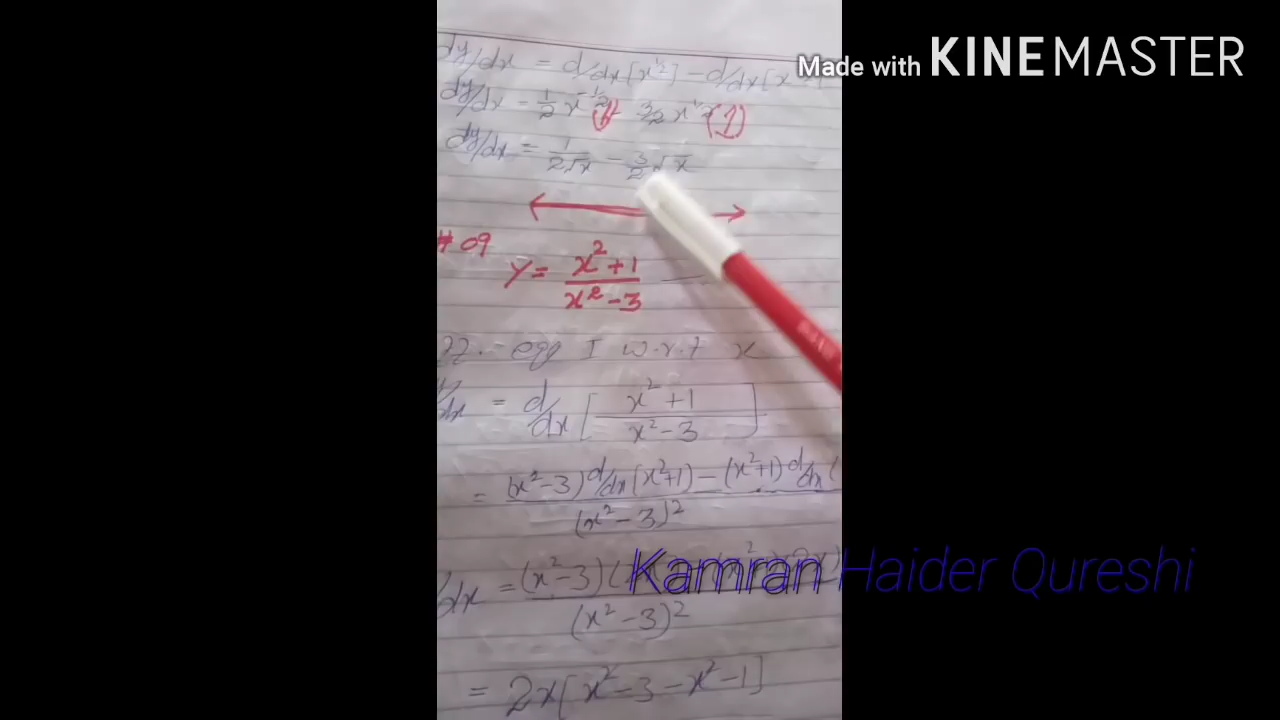 Made with KINEMASTER
dy/dx = d/dx[x^1/2] - d/dx[x
dy/dx = 1/2 x^-1/2 (1) - 3/2 x^1/2 (1)
dy/dx = 1/2√x - 3/2 √x
# 09
y = x²+1 / x²-3
eq I w.r.t x
dx = d/dx [ x²+1 / x²-3 ]
= (x²-3) d/dx (x²+1) - (x²+1) d/dx ( / (x²-3)²
dx = (x²-3)( / (x²-3)²
Kamran Haider Qureshi
= 2x[x²-3-x²-1]